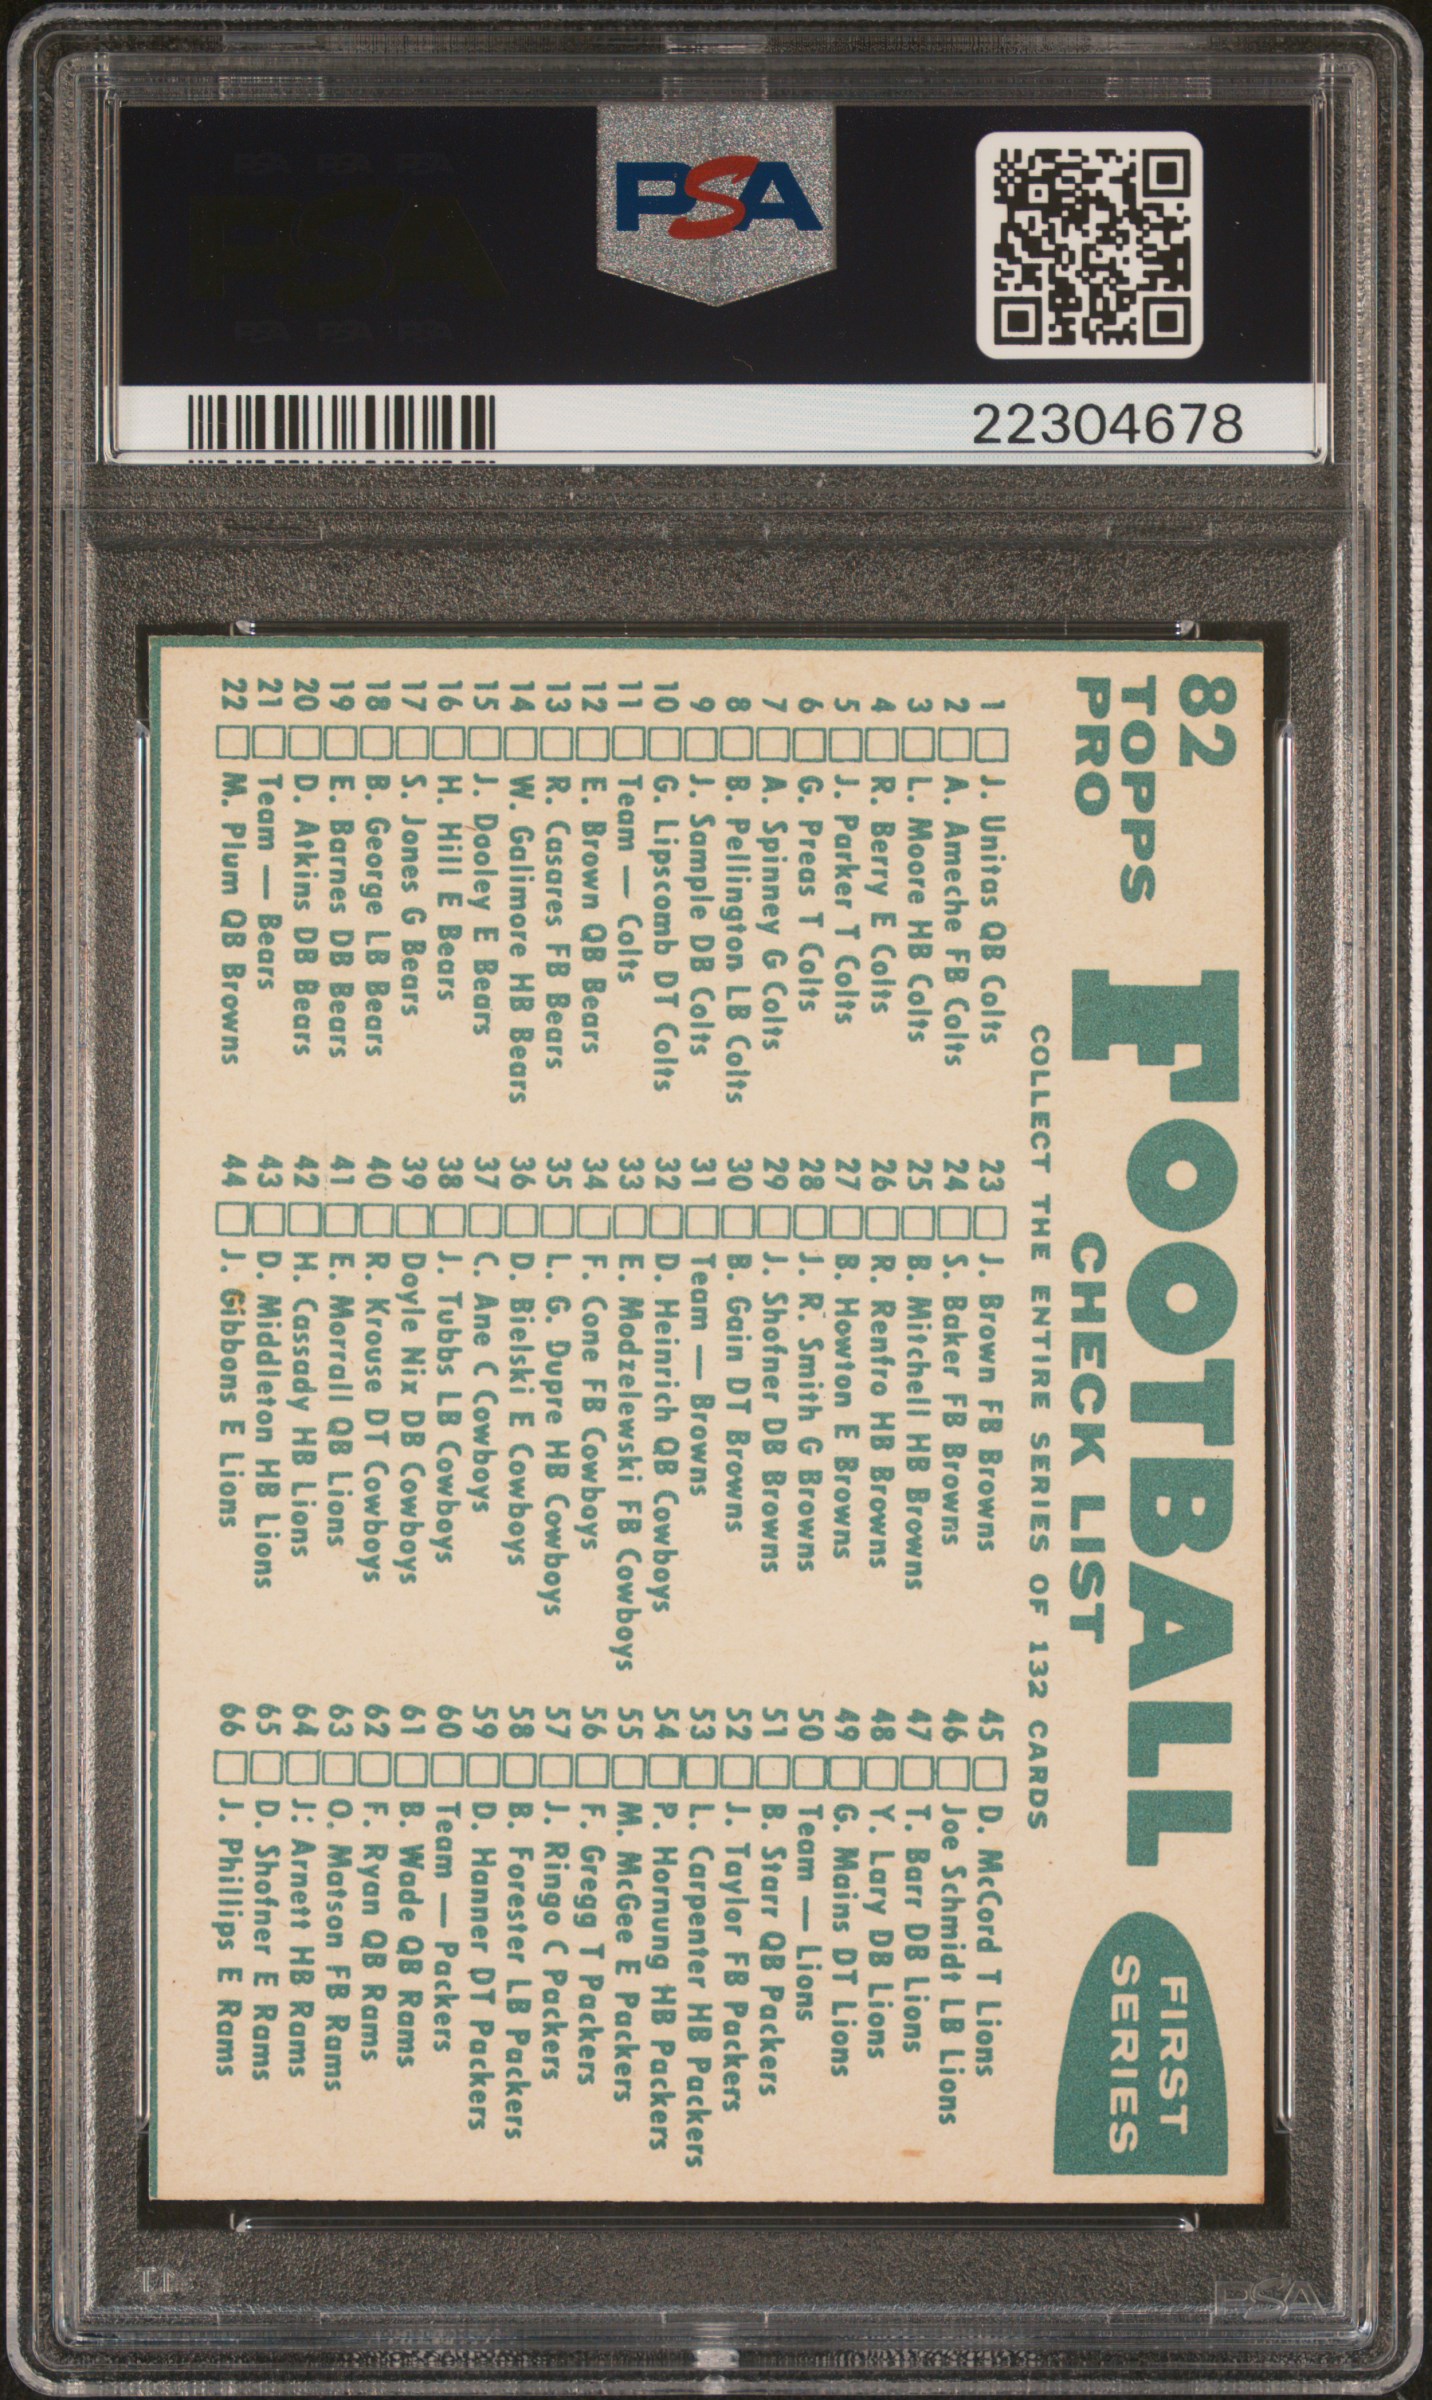 PSA
22304678
82
TOPPS
PRO
FOOTBALL
CHECK LIST
FIRST
SERIES
COLLECT THE ENTIRE SERIES OF 132 CARDS
1 J. Unitas QB Colts
2 A. Ameche FB Colts
3 L. Moore HB Colts
4 R. Berry E Colts
5 J. Parker T Colts
6 G. Preas T Colts
7 A. Spinney G Colts
8 B. Pellington LB Colts
9 J. Sample DB Colts
10 G. Lipscomb DT Colts
11 Team — Colts
12 E. Brown QB Bears
13 R. Casares FB Bears
14 W. Galimore HB Bears
15 J. Dooley E Bears
16 H. Hill E Bears
17 S. Jones G Bears
18 B. George LB Bears
19 E. Barnes DB Bears
20 D. Atkins DB Bears
21 Team — Bears
22 M. Plum QB Browns
23 J. Brown FB Browns
24 S. Baker FB Browns
25 B. Mitchell HB Browns
26 R. Renfro HB Browns
27 B. Howton E Browns
28 J. R. Smith G Browns
29 J. Shofner DB Browns
30 B. Gain DT Browns
31 Team — Browns
32 D. Heinrich QB Cowboys
33 E. Modzelewski FB Cowboys
34 F. Cone FB Cowboys
35 L. G. Dupre HB Cowboys
36 D. Bielski E Cowboys
37 C. Ane C Cowboys
38 J. Tubbs LB Cowboys
39 Doyle Nix DB Cowboys
40 R. Krouse DT Cowboys
41 E. Morrall QB Lions
42 H. Cassady HB Lions
43 D. Middleton HB Lions
44 J. Gibbons E Lions
45 D. McCord T Lions
46 Joe Schmidt LB Lions
47 T. Barr DB Lions
48 Y. Lary DB Lions
49 G. Mains DT Lions
50 Team — Lions
51 B. Starr QB Packers
52 J. Taylor FB Packers
53 L. Carpenter HB Packers
54 P. Hornung HB Packers
55 M. McGee E Packers
56 F. Gregg T Packers
57 J. Ringo C Packers
58 B. Forester LB Packers
59 D. Hanner DT Packers
60 Team — Packers
61 B. Wade QB Rams
62 F. Ryan QB Rams
63 O. Matson FB Rams
64 J: Arnett HB Rams
65 D. Shofner E Rams
66 J. Phillips E Rams
PSA